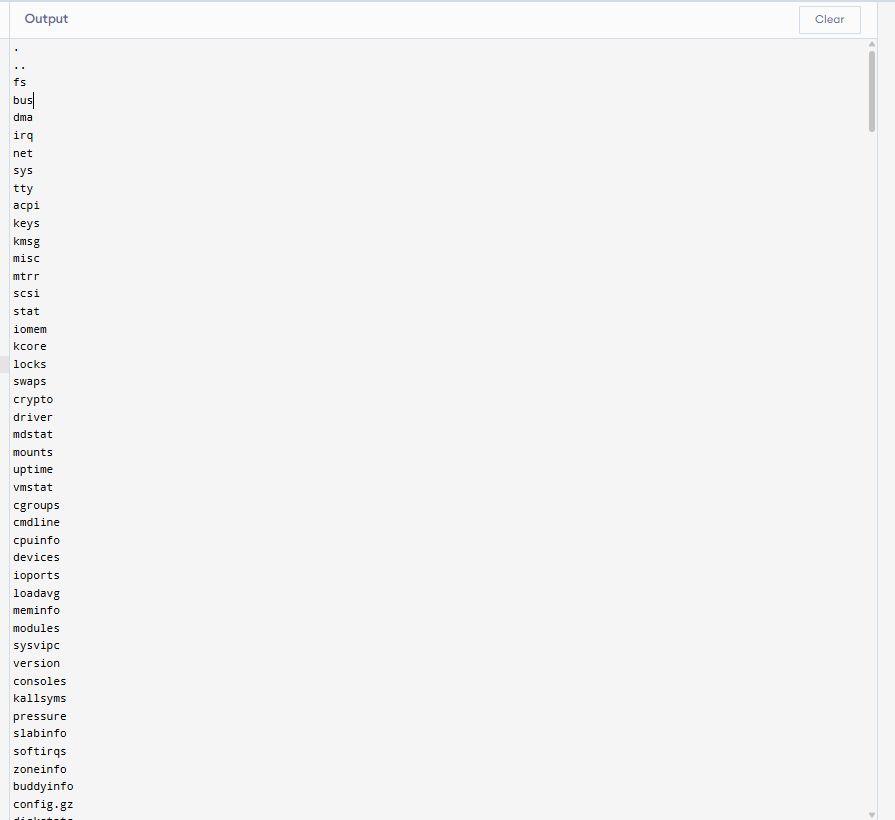 Output
Clear
.
..
fs
bus
dma
irq
net
sys
tty
acpi
keys
kmsg
misc
mtrr
scsi
stat
iomem
kcore
locks
swaps
crypto
driver
mdstat
mounts
uptime
vmstat
cgroups
cmdline
cpuinfo
devices
ioports
loadavg
meminfo
modules
sysvipc
version
consoles
kallsyms
pressure
slabinfo
softirqs
zoneinfo
buddyinfo
config.gz